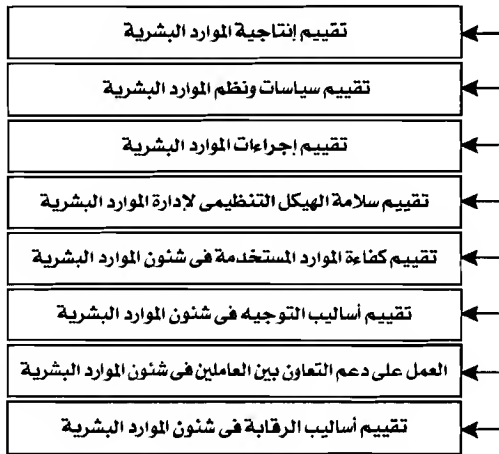 تقييم إنتاجية الموارد البشرية
تقييم سياسات ونظم الموارد البشرية
تقييم إجراءات الموارد البشرية
تقييم سلامة الهيكل التنظيمى لإدارة الموارد البشرية
تقييم كفاءة الموارد المستخدمة فى شئون الموارد البشرية
تقييم أساليب التوجيه فى شئون الموارد البشرية
العمل على دعم التعاون بين العاملين فى شئون الموارد البشرية
تقييم أساليب الرقابة فى شئون الموارد البشرية